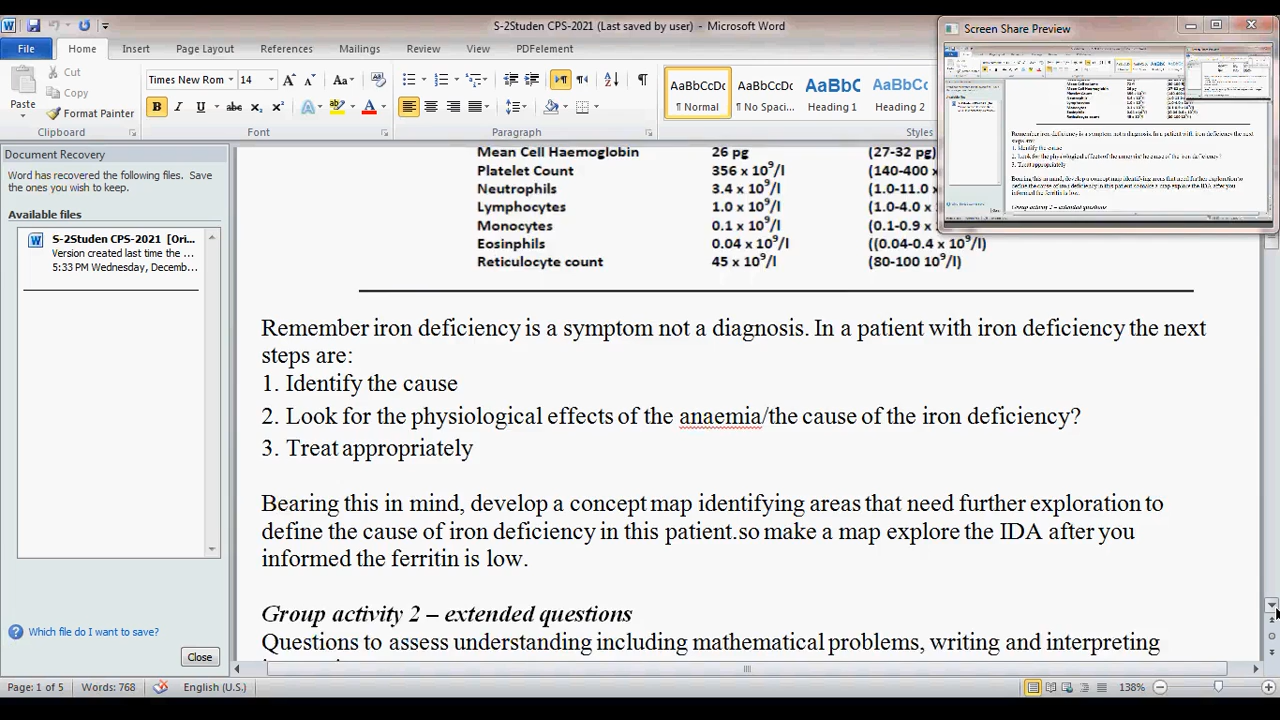 S-2Studen CPS-2021 (Last saved by user) - Microsoft Word
Screen Share Preview
File Home Insert Page Layout References Mailings Review View PDFelement
Paste
Cut
Copy
Format Painter
Clipboard
Times New Rom 14
Font
Paragraph
AaBbCcDc AaBbCcDc AaBbC AaBbCc
¶ Normal ¶ No Spaci... Heading 1 Heading 2
Styles
Document Recovery
Word has recovered the following files. Save
the ones you wish to keep.
Available files
S-2Studen CPS-2021 [Ori...
Version created last time the ...
5:33 PM Wednesday, Decemb...
Which file do I want to save?
Close
Mean Cell Haemoglobin 26 pg (27-32 pg)
Platelet Count 356 x 10⁹/l (140-400
Neutrophils 3.4 x 10⁹/l (1.0-11.0
Lymphocytes 1.0 x 10⁹/l (1.0-4.0 x
Monocytes 0.1 x 10⁹/l (0.1-0.9 x
Eosinphils 0.04 x 10⁹/l ((0.04-0.4 x 10⁹/l)
Reticulocyte count 45 x 10⁹/l (80-100 10⁹/l)
Remember iron deficiency is a symptom not a diagnosis. In a patient with iron deficiency the next
steps are:
1. Identify the cause
2. Look for the physiological effects of the anaemia/the cause of the iron deficiency?
3. Treat appropriately
Bearing this in mind, develop a concept map identifying areas that need further exploration to
define the cause of iron deficiency in this patient.so make a map explore the IDA after you
informed the ferritin is low.
Group activity 2 – extended questions
Questions to assess understanding including mathematical problems, writing and interpreting
Page: 1 of 5 Words: 768 English (U.S.) 138%